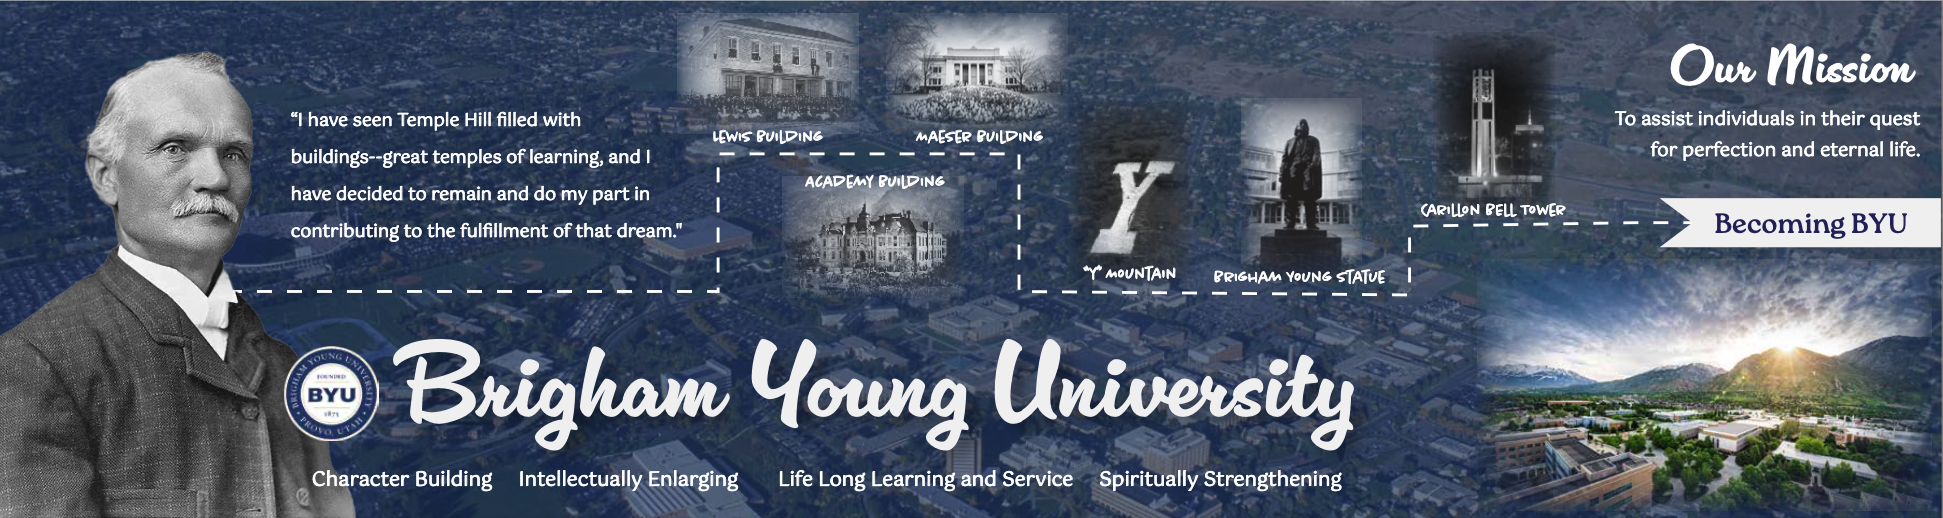 “I have seen Temple Hill filled with
buildings--great temples of learning, and I
have decided to remain and do my part in
contributing to the fulfillment of that dream."
LEWIS BUILDING
MAESER BUILDING
ACADEMY BUILDING
"Y" MOUNTAIN
BRIGHAM YOUNG STATUE
CARILLON BELL TOWER
Our Mission
To assist individuals in their quest
for perfection and eternal life.
Becoming BYU
BRIGHAM YOUNG UNIVERSITY
FOUNDED
BYU
1875
PROVO, UTAH
Brigham Young University
Character Building Intellectually Enlarging Life Long Learning and Service Spiritually Strengthening